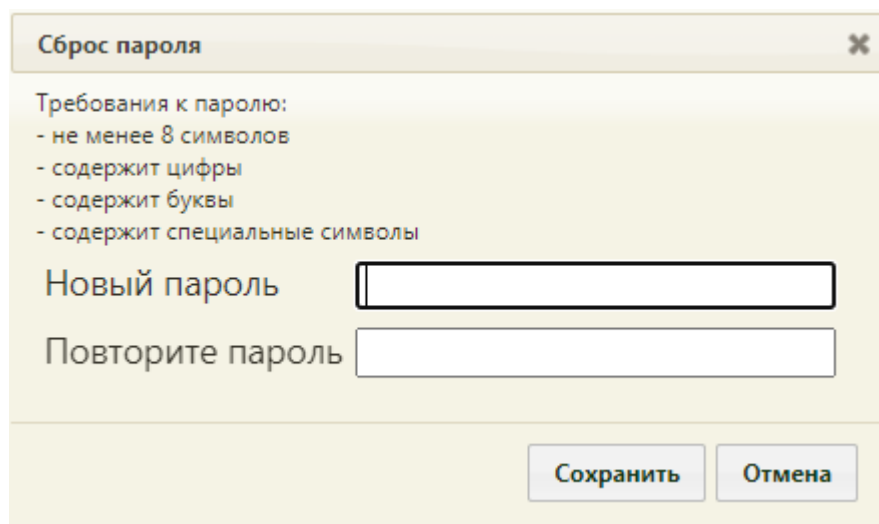 Сброс пароля
Требования к паролю:
- не менее 8 символов
- содержит цифры
- содержит буквы
- содержит специальные символы
Новый пароль
Повторите пароль
Сохранить Отмена